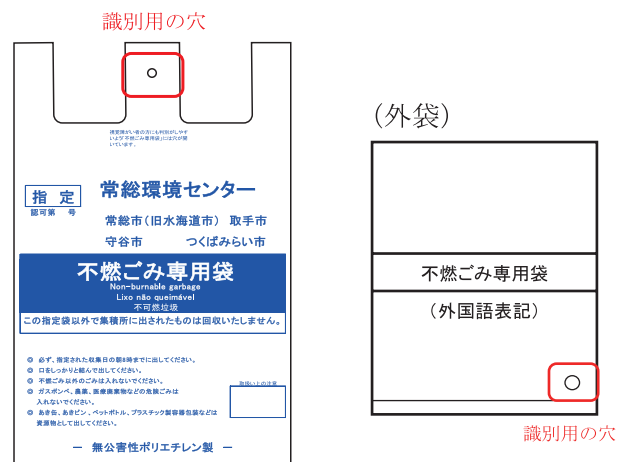 識別用の穴
視覚障がい者の方にも判別がしやす
いよう「不燃ごみ専用袋」には穴が開
いています。
指 定
認可第 号
常総環境センター
常総市(旧水海道市) 取手市
守谷市 つくばみらい市
不燃ごみ専用袋
Non-burnable garbage
Lixo não queimável
不可燃垃圾
この指定袋以外で集積所に出されたものは回収いたしません。
◎ 必ず、指定された収集日の朝8時までに出してください。
◎ 口をしっかりと結んで出してください。
◎ 不燃ごみ以外のごみは入れないでください。
◎ ガスボンベ、農薬、医療廃棄物などの危険ごみは
入れないでください。
◎ あき缶、あきビン、ペットボトル、プラスチック製容器包装などは
資源物として出してください。
取扱い上の注意
― 無公害性ポリエチレン製 ―
(外袋)
不燃ごみ専用袋
(外国語表記)
識別用の穴